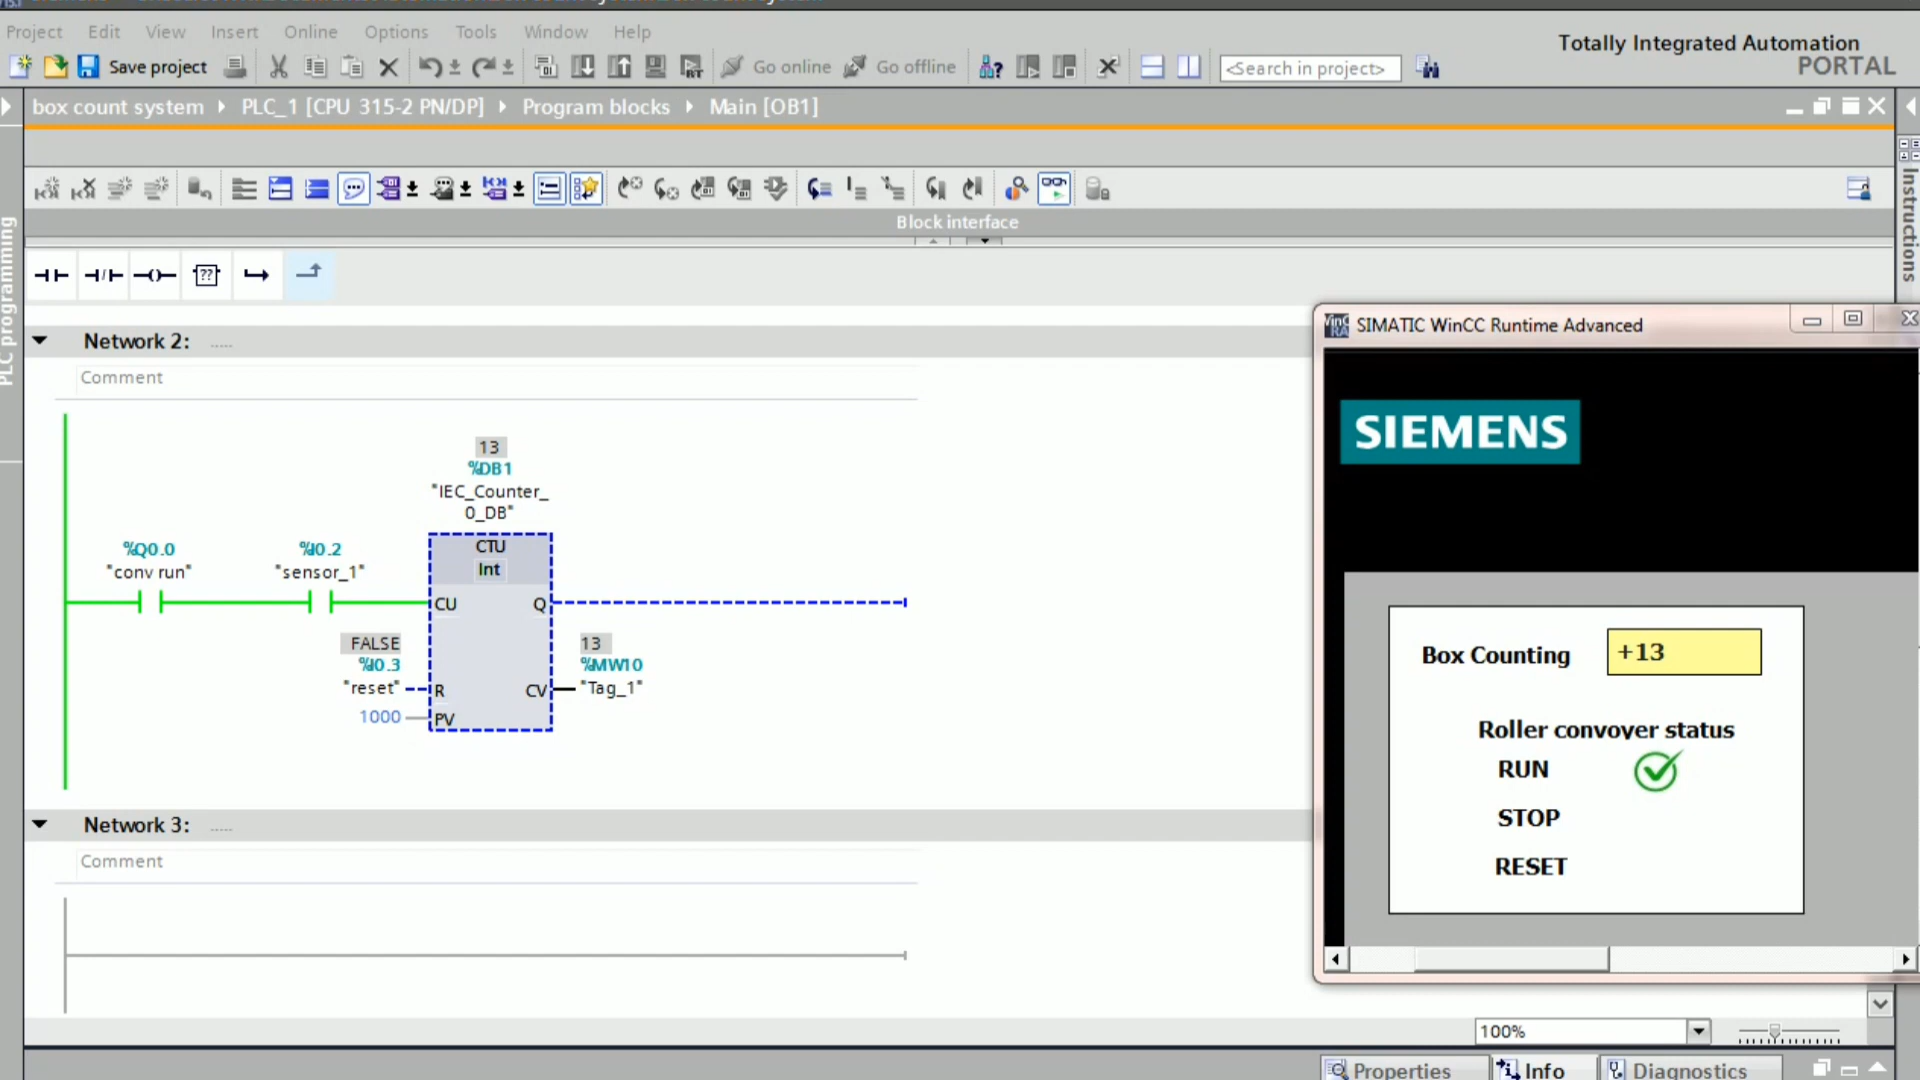 Project Edit View Insert Online Options Tools Window Help
Totally Integrated Automation
PORTAL
Save project
Go online
Go offline
<Search in project>
box count system PLC_1 [CPU 315-2 PN/DP] Program blocks Main [OB1]
Block interface
PLC programming
Instructions
??
Network 2: .....
Comment
13
%DB1
"IEC_Counter_
0_DB"
CTU
Int
%Q0.0
"conv run"
%I0.2
"sensor_1"
CU
Q
FALSE
%I0.3
"reset"
R
1000
PV
13
%MW10
CV
"Tag_1"
Network 3: .....
Comment
SIMATIC WinCC Runtime Advanced
SIEMENS
Box Counting
+13
Roller convoyer status
RUN
STOP
RESET
100%
Properties
Info
Diagnostics